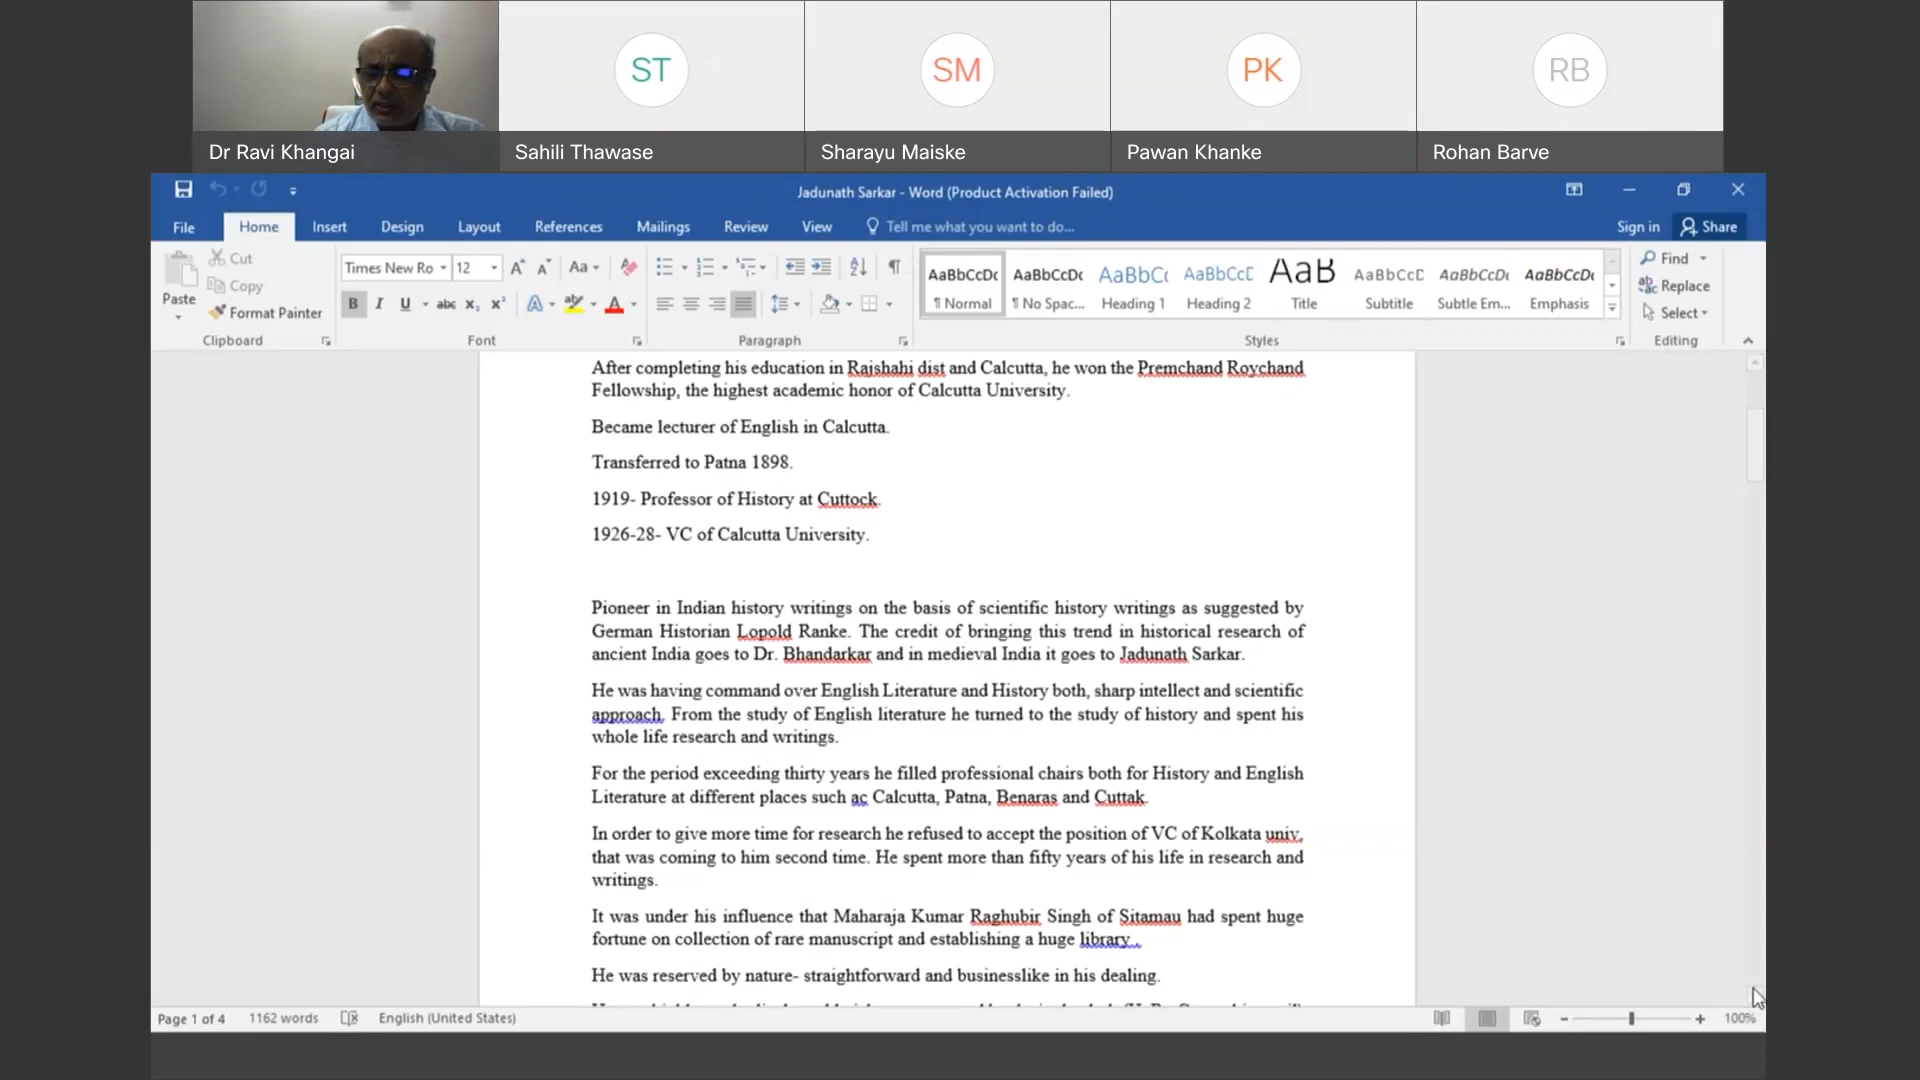 ST
SM
PK
RB
Dr Ravi Khangai
Sahili Thawase
Sharayu Maiske
Pawan Khanke
Rohan Barve
Jadunath Sarkar - Word (Product Activation Failed)
File
Home
Insert
Design
Layout
References
Mailings
Review
View
Tell me what you want to do...
Sign in
Share
Paste
Cut
Copy
Format Painter
Clipboard
Times New Ro
12
Font
Paragraph
AaBbCcDc
¶ Normal
AaBbCcDc
¶ No Spac...
AaBbC
Heading 1
AaBbCcD
Heading 2
AaB
Title
AaBbCcD
Subtitle
AaBbCcDc
Subtle Em...
AaBbCcDc
Emphasis
Styles
Find
Replace
Select
Editing
After completing his education in Rajshahi dist and Calcutta, he won the Premchand Roychand
Fellowship, the highest academic honor of Calcutta University.
Became lecturer of English in Calcutta.
Transferred to Patna 1898.
1919- Professor of History at Cuttock.
1926-28- VC of Calcutta University.
Pioneer in Indian history writings on the basis of scientific history writings as suggested by
German Historian Lopold Ranke. The credit of bringing this trend in historical research of
ancient India goes to Dr. Bhandarkar and in medieval India it goes to Jadunath Sarkar.
He was having command over English Literature and History both, sharp intellect and scientific
approach. From the study of English literature he turned to the study of history and spent his
whole life research and writings.
For the period exceeding thirty years he filled professional chairs both for History and English
Literature at different places such ac Calcutta, Patna, Benaras and Cuttak.
In order to give more time for research he refused to accept the position of VC of Kolkata univ,
that was coming to him second time. He spent more than fifty years of his life in research and
writings.
It was under his influence that Maharaja Kumar Raghubir Singh of Sitamau had spent huge
fortune on collection of rare manuscript and establishing a huge library .
He was reserved by nature- straightforward and businesslike in his dealing.
Page 1 of 4
1162 words
English (United States)
100%